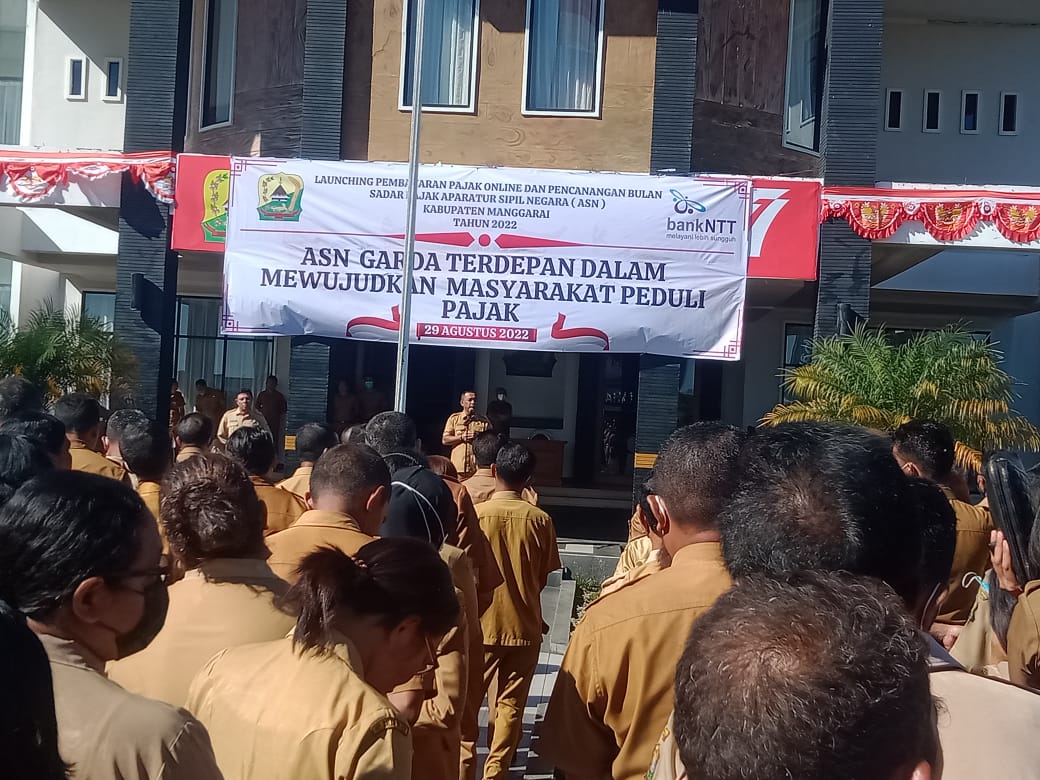 LAUNCHING PEMBAYARAN PAJAK ONLINE DAN PENCANANGAN BULAN
SADAR PAJAK APARATUR SIPIL NEGARA ( ASN )
KABUPATEN MANGGARAI
TAHUN 2022
bankNTT
melayani lebih sungguh
ASN GARDA TERDEPAN DALAM
MEWUJUDKAN MASYARAKAT PEDULI
PAJAK
29 AGUSTUS 2022
7